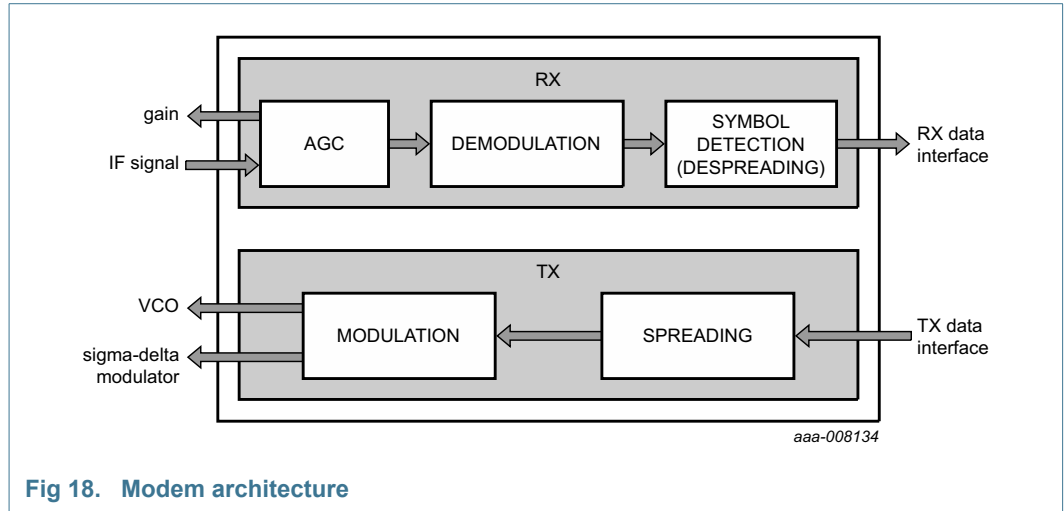 RX
gain
IF signal
AGC
DEMODULATION
SYMBOL
DETECTION
(DESPREADING)
RX data
interface
TX
VCO
sigma-delta
modulator
MODULATION
SPREADING
TX data
interface
aaa-008134
Fig 18. Modem architecture